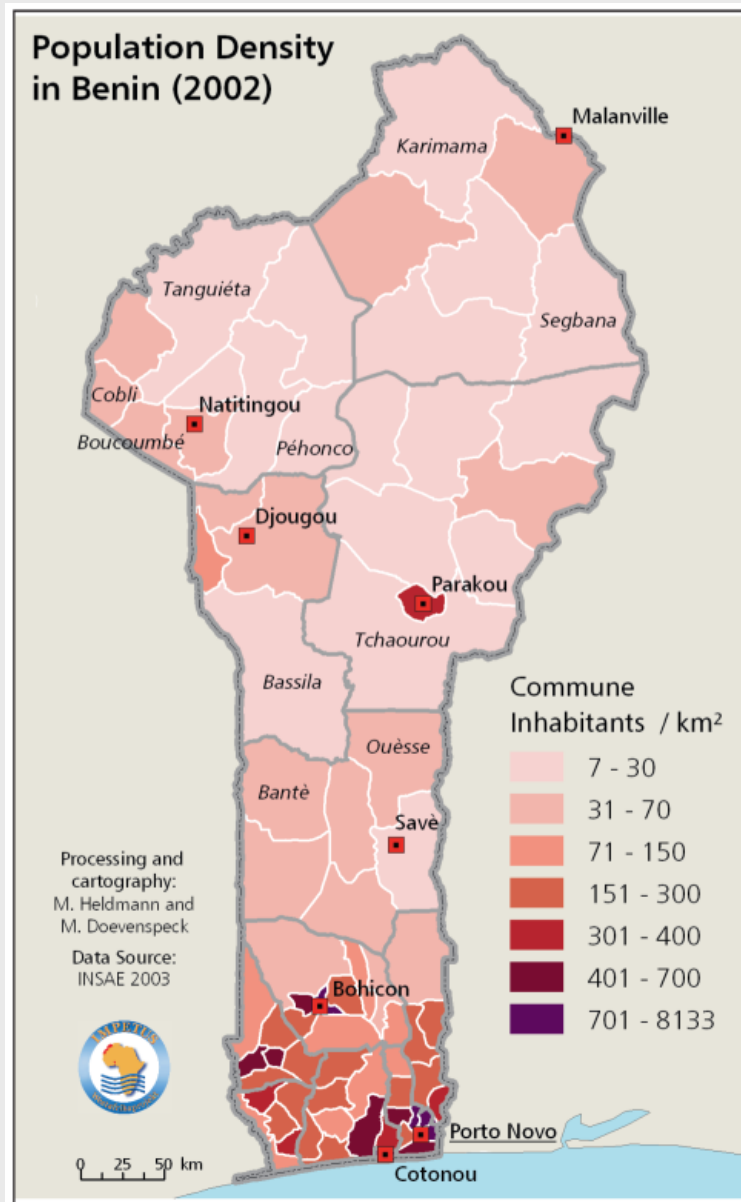 Population Density
in Benin (2002)
Malanville
Karimama
Tanguiéta
Segbana
Cobli
Natitingou
Boucoumbé
Péhonco
Djougou
Parakou
Tchaourou
Bassila
Commune
Inhabitants / km²
Ouèsse
7 - 30
Bantè
31 - 70
Savè
71 - 150
Processing and
cartography:
M. Heldmann and
M. Doevenspeck
151 - 300
301 - 400
Data Source:
INSAE 2003
Bohicon
401 - 700
701 - 8133
IMPETUS
Porto Novo
0 25 50 km
Cotonou